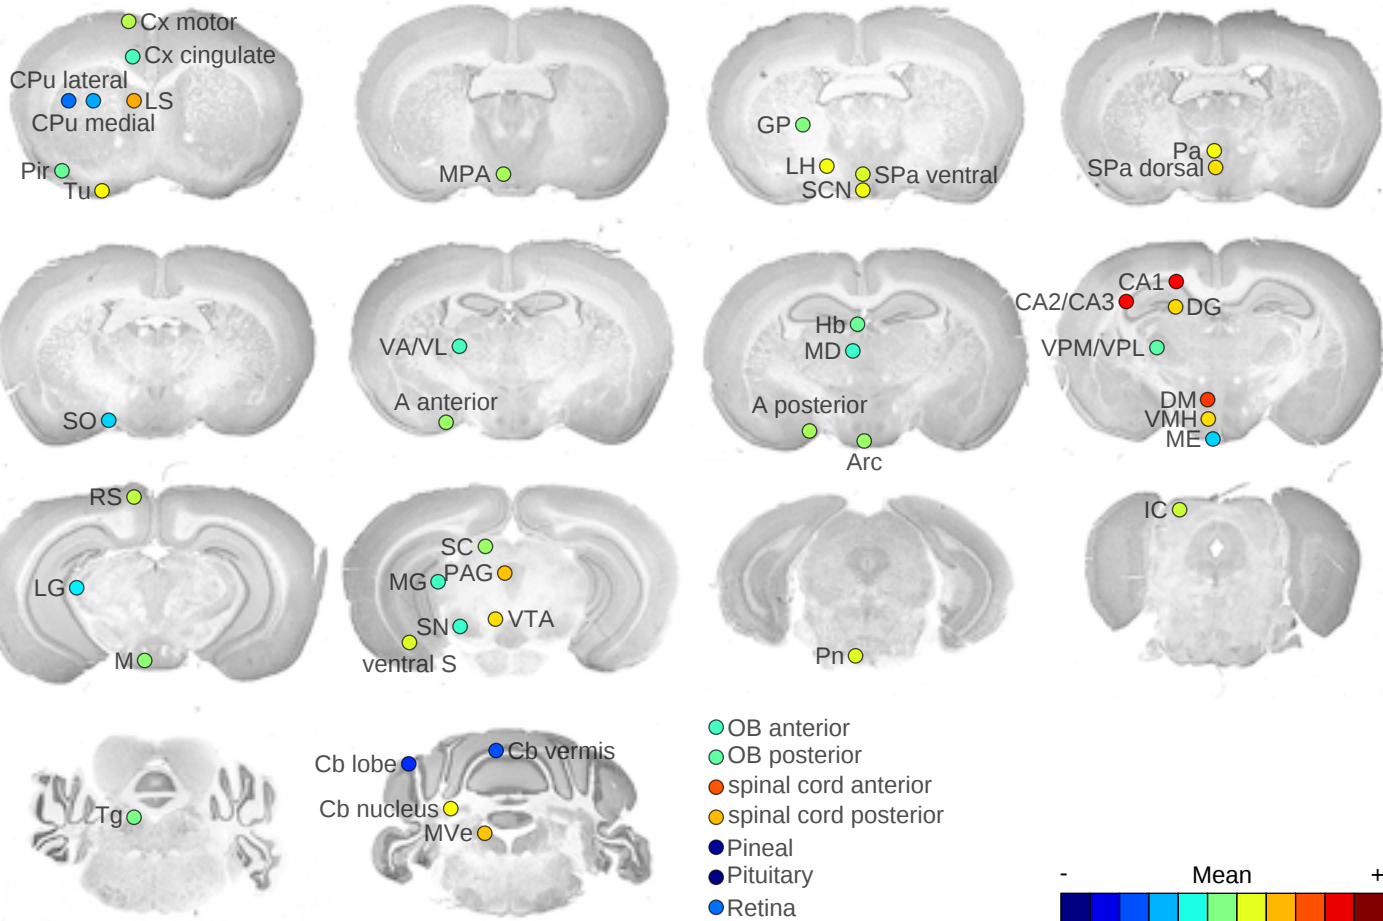 Cx motor
Cx cingulate
CPu lateral
LS
CPu medial
Pir
Tu
MPA
GP
LH
SPa ventral
SCN
Pa
SPa dorsal
SO
VA/VL
A anterior
Hb
MD
A posterior
Arc
CA1
CA2/CA3
DG
VPM/VPL
DM
VMH
ME
RS
LG
M
SC
PAG
MG
VTA
SN
ventral S
Pn
IC
Tg
Cb vermis
Cb lobe
Cb nucleus
MVe
OB anterior
OB posterior
spinal cord anterior
spinal cord posterior
Pineal
Pituitary
Retina
- Mean +